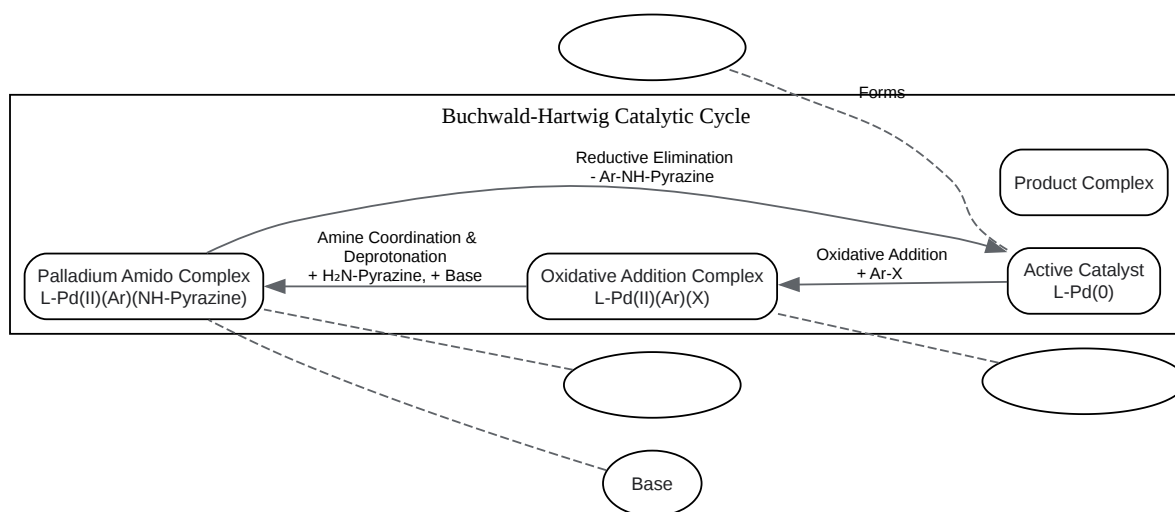 Forms
Buchwald-Hartwig Catalytic Cycle
Reductive Elimination
- Ar-NH-Pyrazine
Product Complex
Amine Coordination &
Deprotonation
+ H₂N-Pyrazine, + Base
Oxidative Addition
+ Ar-X
Palladium Amido Complex
L-Pd(II)(Ar)(NH-Pyrazine)
Oxidative Addition Complex
L-Pd(II)(Ar)(X)
Active Catalyst
L-Pd(0)
Base